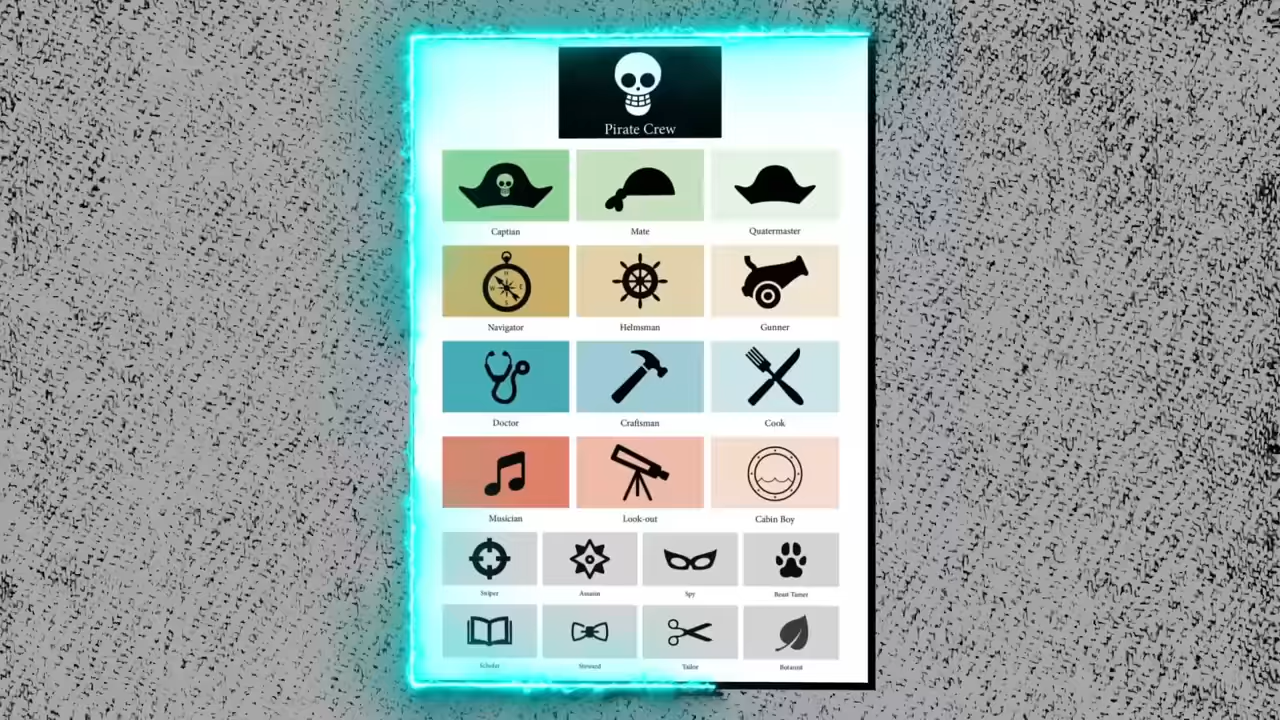 Pirate Crew
Captian
Mate
Quatermaster
Navigator
Helmsman
Gunner
Doctor
Craftsman
Cook
Musician
Look-out
Cabin Boy
Sniper
Spy
Beast Tamer
Scholar
Tailor
Botanist